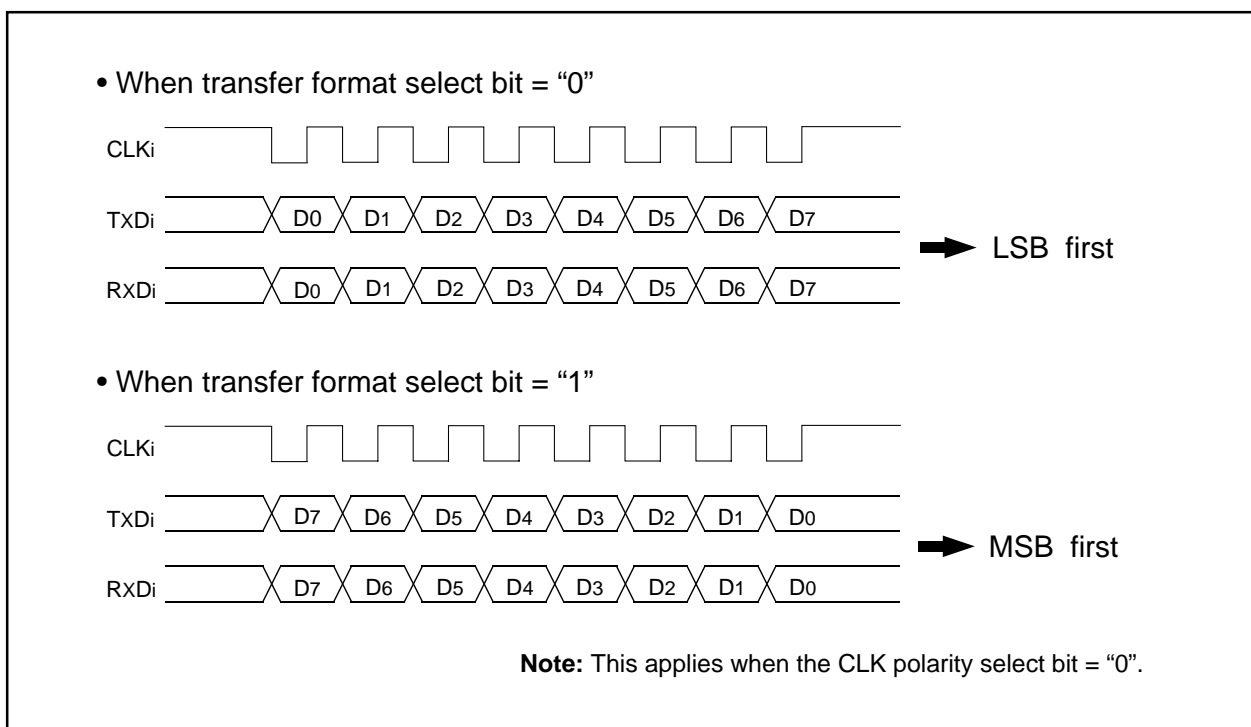 • When transfer format select bit = “0”
CLKi
TXDi D0 D1 D2 D3 D4 D5 D6 D7
LSB first
RXDi D0 D1 D2 D3 D4 D5 D6 D7
• When transfer format select bit = “1”
CLKi
TXDi D7 D6 D5 D4 D3 D2 D1 D0
MSB first
RXDi D7 D6 D5 D4 D3 D2 D1 D0
Note: This applies when the CLK polarity select bit = “0”.